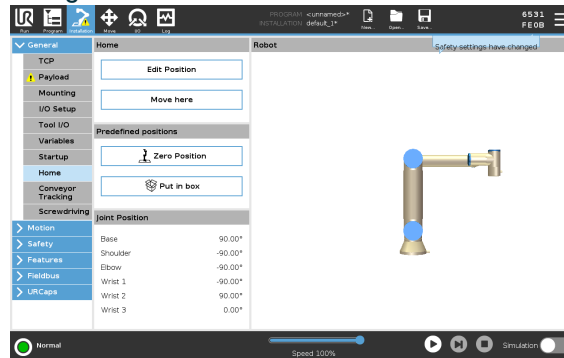 UR
Run
Program
Installation
Move
I/O
Log
PROGRAM <unnamed>*
INSTALLATION default_1*
New...
Open...
Save...
6531
FE0B
General
TCP
Payload
Mounting
I/O Setup
Tool I/O
Variables
Startup
Home
Conveyor
Tracking
Screwdriving
Motion
Safety
Features
Fieldbus
URCaps
Home
Edit Position
Move here
Predefined positions
Zero Position
Put in box
Joint Position
Base 90.00°
Shoulder -90.00°
Elbow -90.00°
Wrist 1 -90.00°
Wrist 2 90.00°
Wrist 3 0.00°
Robot
Safety settings have changed
Normal
Speed 100%
Simulation